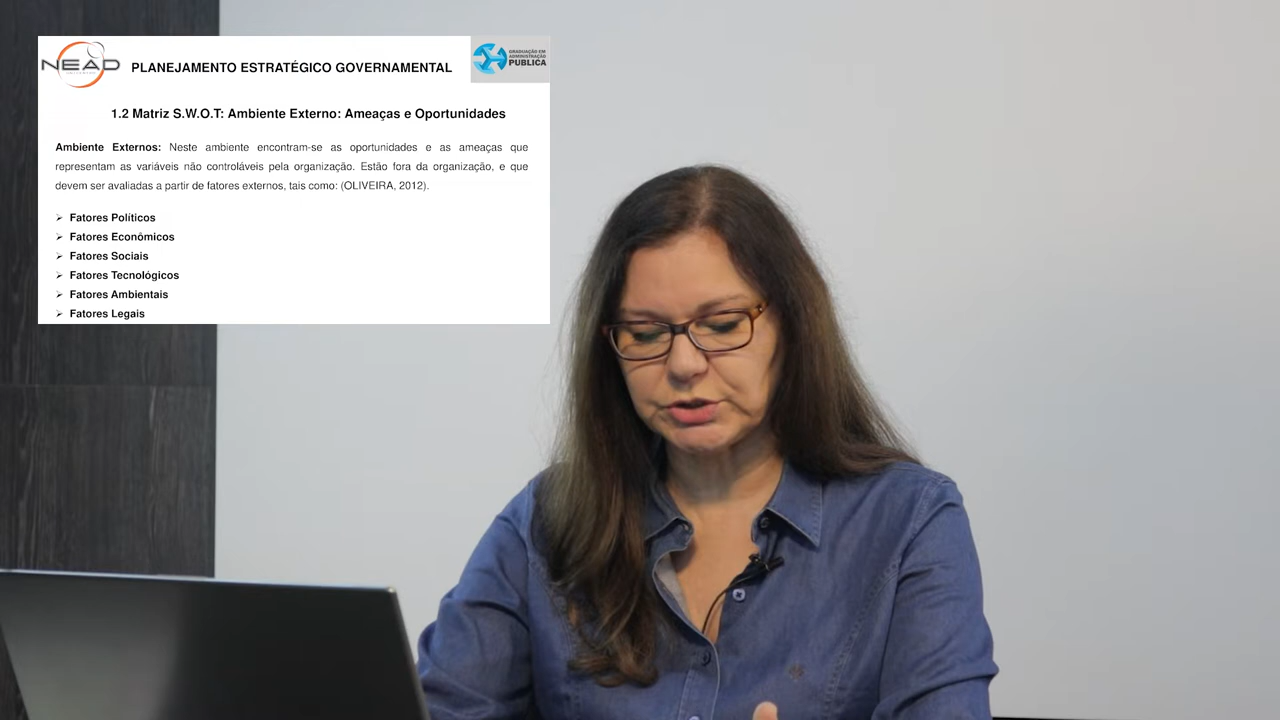 NEAD
PLANEJAMENTO ESTRATÉGICO GOVERNAMENTAL
GRADUAÇÃO EM
ADMINISTRAÇÃO
PÚBLICA
1.2 Matriz S.W.O.T: Ambiente Externo: Ameaças e Oportunidades
Ambiente Externos: Neste ambiente encontram-se as oportunidades e as ameaças que
representam as variáveis não controláveis pela organização. Estão fora da organização, e que
devem ser avaliadas a partir de fatores externos, tais como: (OLIVEIRA, 2012).
➢ Fatores Políticos
➢ Fatores Econômicos
➢ Fatores Sociais
➢ Fatores Tecnológicos
➢ Fatores Ambientais
➢ Fatores Legais